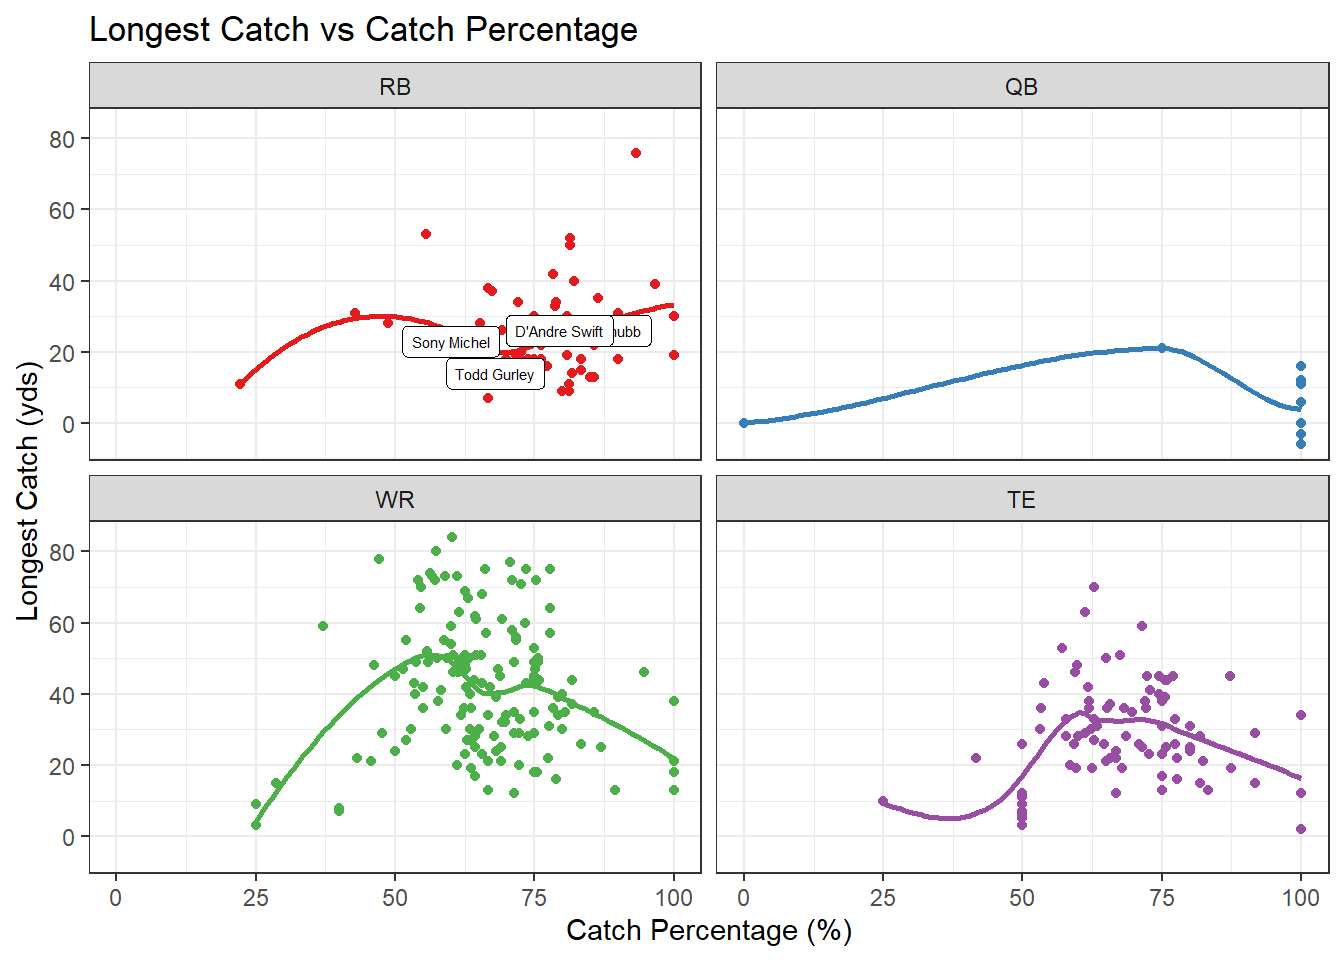 Longest Catch vs Catch Percentage
RB
QB
80
60
40
20
0
D'Andre Swift
Sony Michel
Todd Gurley
WR
TE
80
60
40
20
0
Longest Catch (yds)
0 25 50 75 100 0 25 50 75 100
Catch Percentage (%)